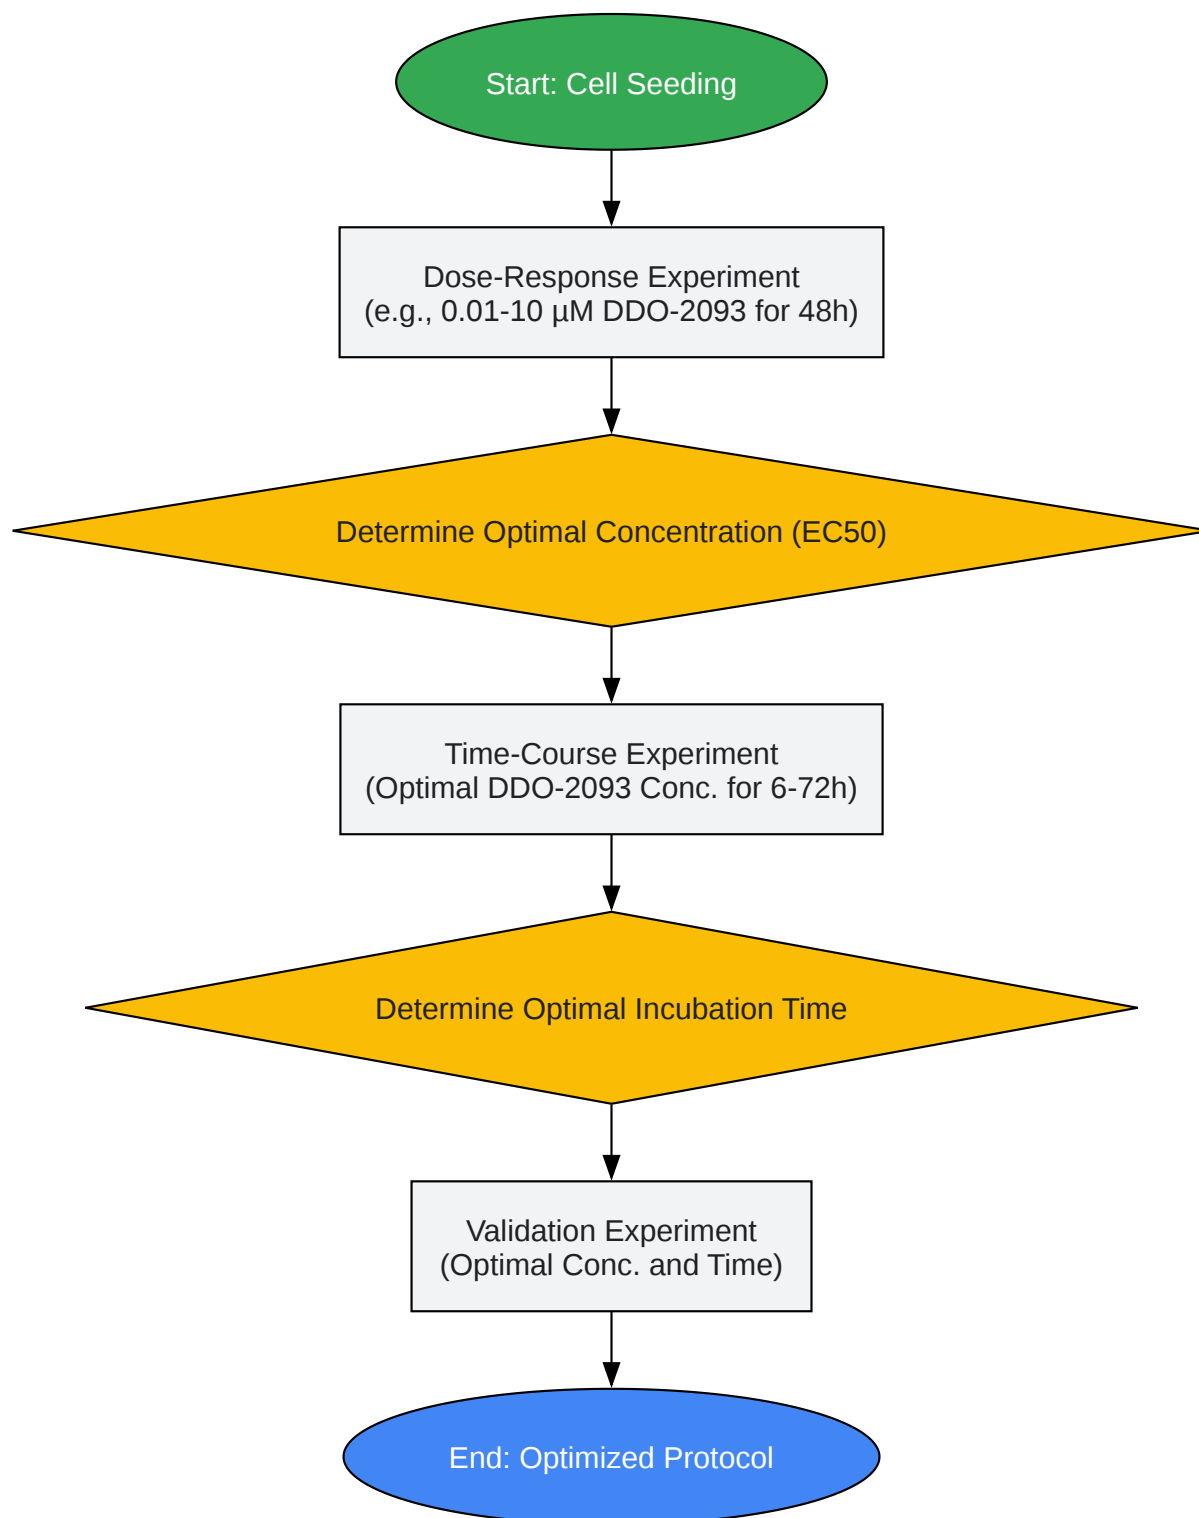 Start: Cell Seeding
Dose-Response Experiment
(e.g., 0.01-10 µM DDO-2093 for 48h)
Determine Optimal Concentration (EC50)
Time-Course Experiment
(Optimal DDO-2093 Conc. for 6-72h)
Determine Optimal Incubation Time
Validation Experiment
(Optimal Conc. and Time)
End: Optimized Protocol